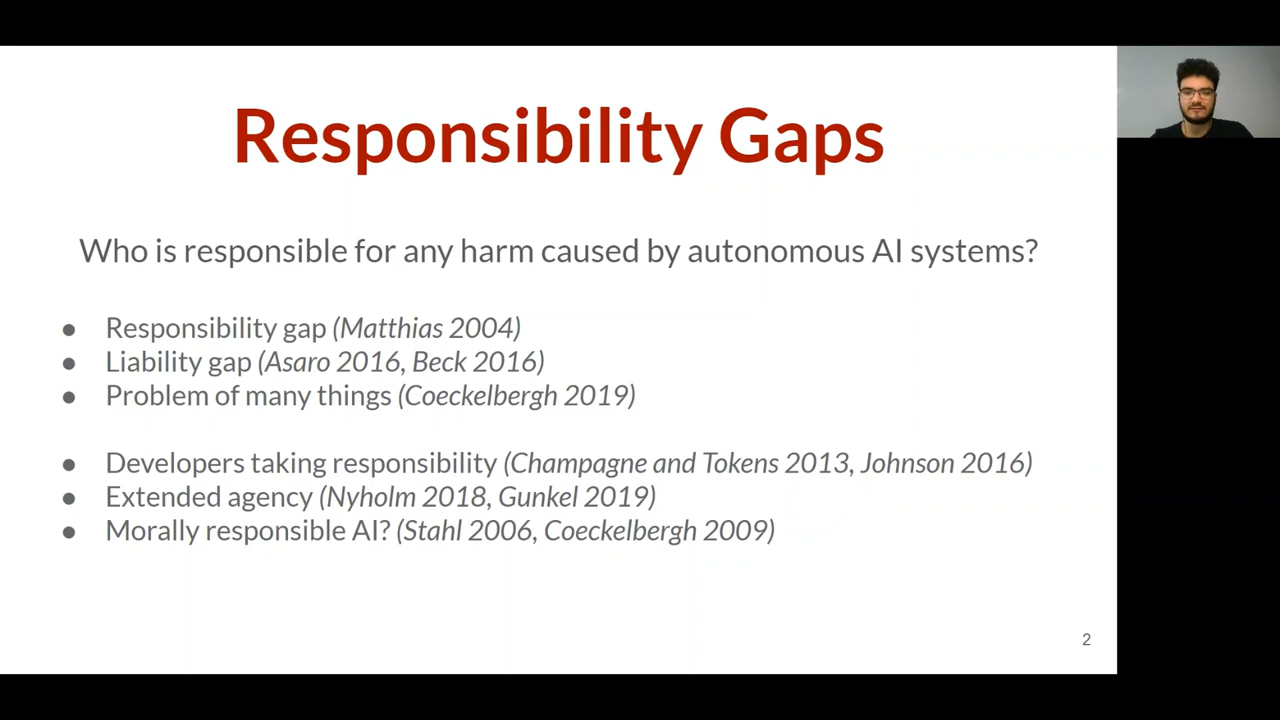 Responsibility Gaps
Who is responsible for any harm caused by autonomous AI systems?
● Responsibility gap (Matthias 2004)
● Liability gap (Asaro 2016, Beck 2016)
● Problem of many things (Coeckelbergh 2019)
● Developers taking responsibility (Champagne and Tokens 2013, Johnson 2016)
● Extended agency (Nyholm 2018, Gunkel 2019)
● Morally responsible AI? (Stahl 2006, Coeckelbergh 2009)
2